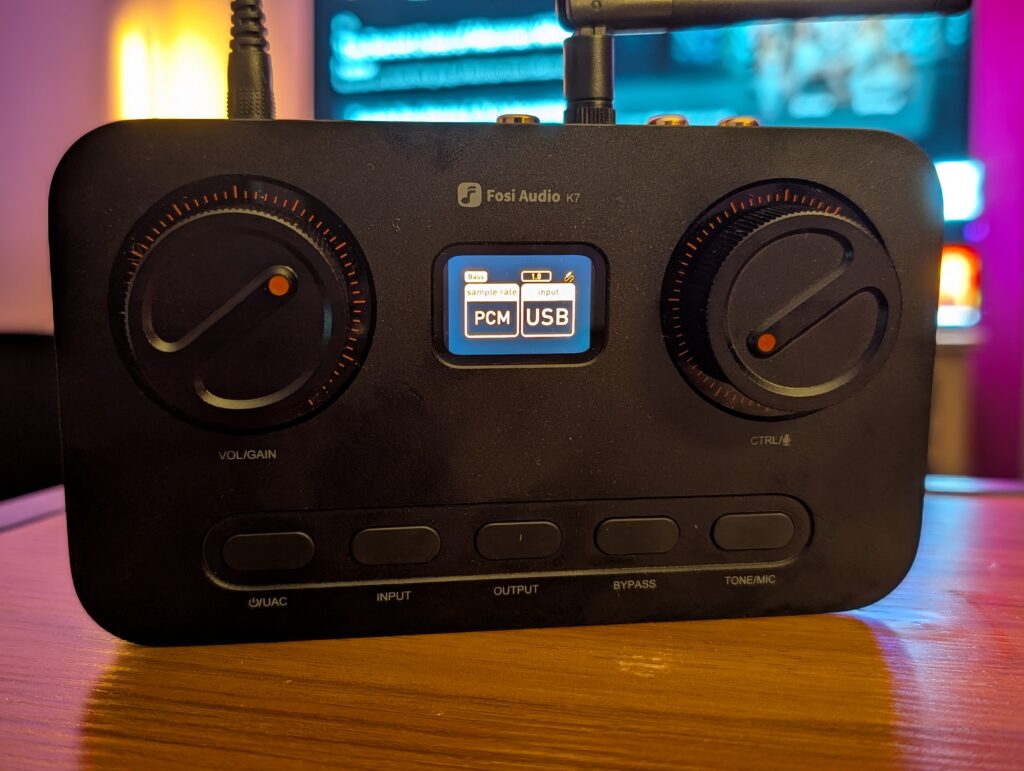 Fosi Audio K7
Bass 1.0
sample rate input
PCM USB
VOL/GAIN
CTRL/
/UAC
INPUT
OUTPUT
BYPASS
TONE/MIC